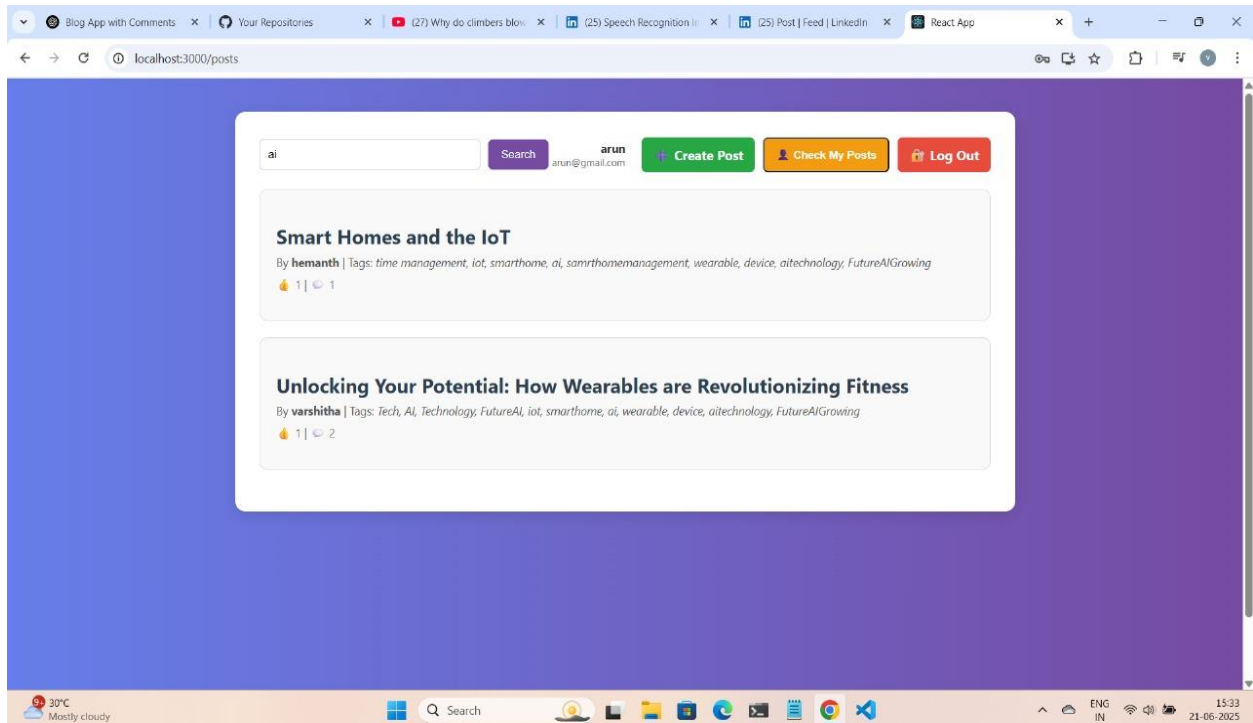 Blog App with Comments
Your Repositories
(27) Why do climbers blow
(25) Speech Recognition In
(25) Post | Feed | LinkedIn
React App
localhost:3000/posts
V
ai
Search
arun
arun@gmail.com
Create Post
Check My Posts
Log Out
Smart Homes and the IoT
By hemanth | Tags: time management, iot, smarthome, ai, samrthomemanagement, wearable, device, aitechnology, FutureAIGrowing
1 | 1
Unlocking Your Potential: How Wearables are Revolutionizing Fitness
By varshitha | Tags: Tech, AI, Technology, FutureAI, iot, smarthome, ai, wearable, device, aitechnology, FutureAIGrowing
1 | 2
9+
30°C
Mostly cloudy
Search
ENG
IN
15:33
21-06-2025